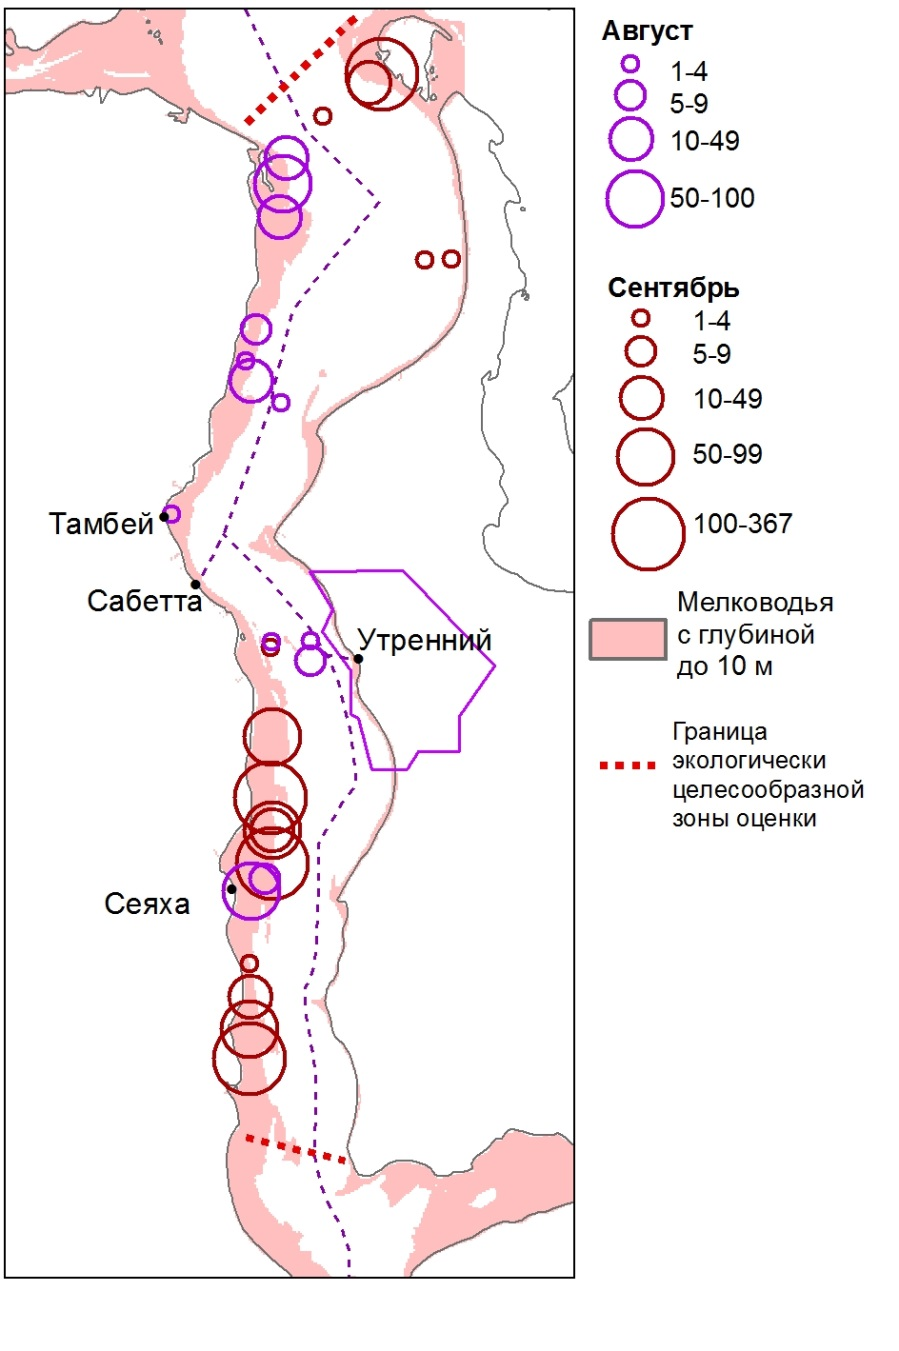 Август
1-4
5-9
10-49
50-100
Сентябрь
1-4
5-9
10-49
50-99
100-367
Мелководья
с глубиной
до 10 м
Граница
экологически
целесообразной
зоны оценки
Тамбей
Сабетта
Утренний
Сеяха